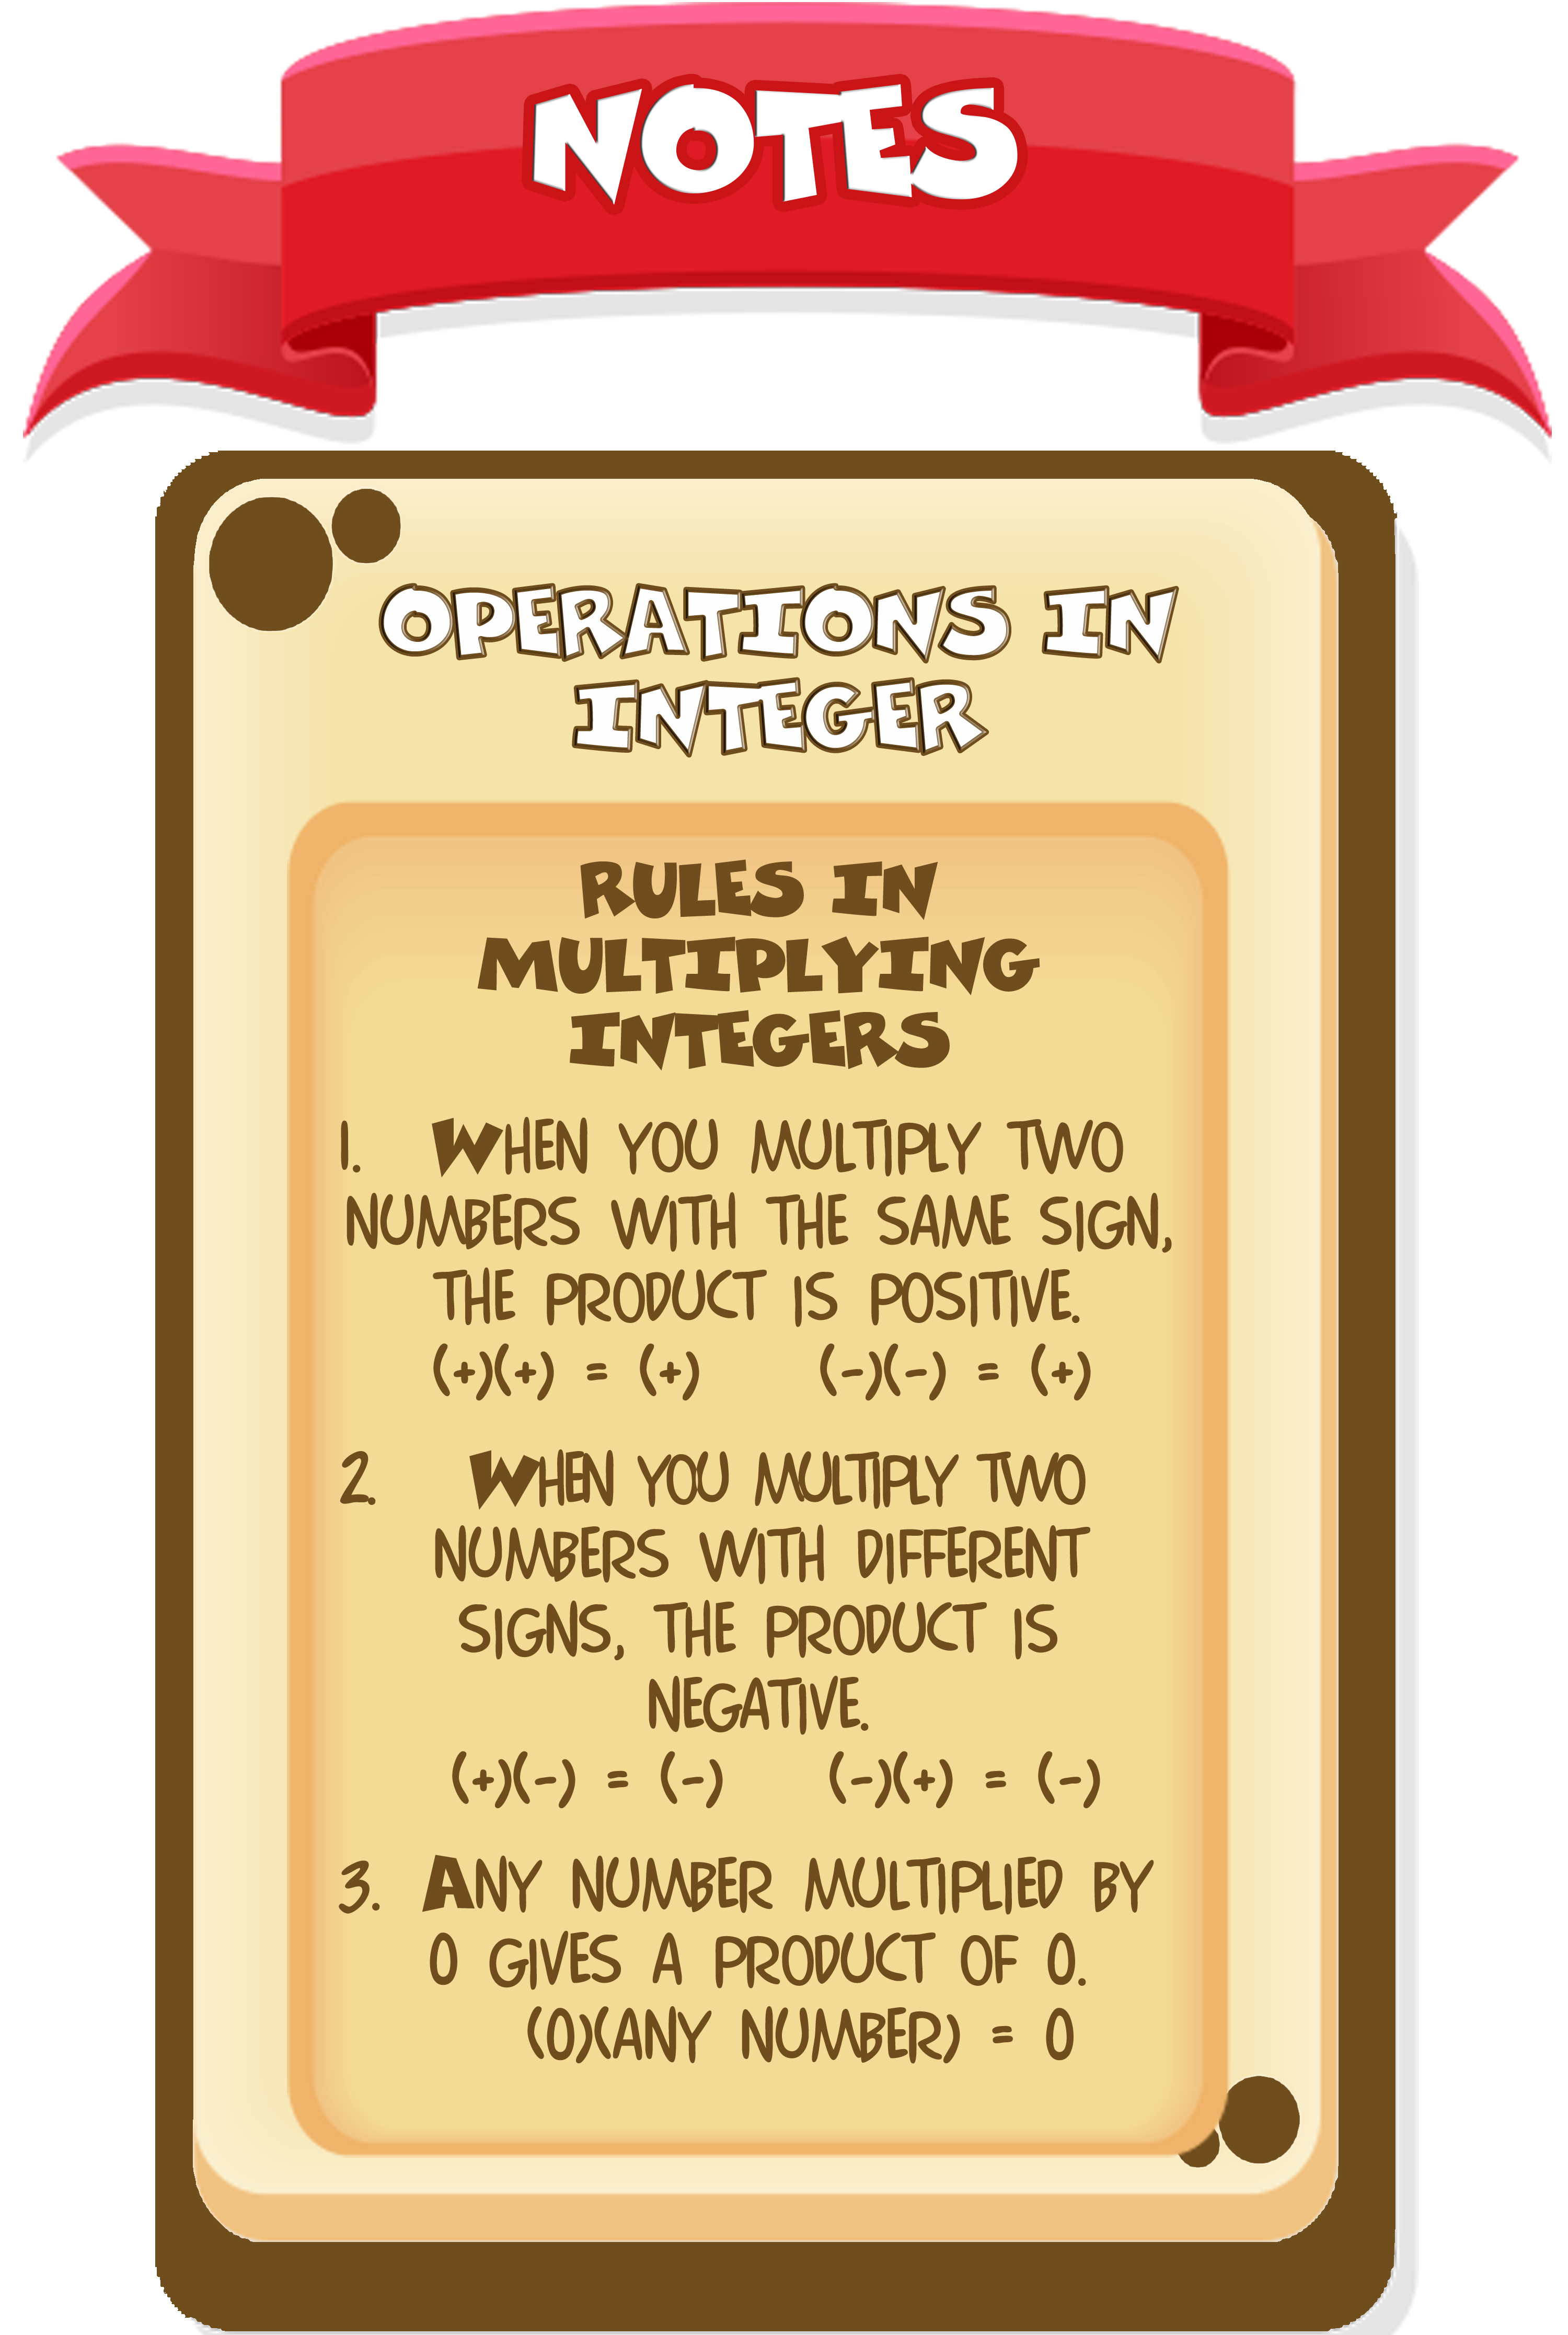 NOTES
OPERATIONS IN
INTEGER
RULES IN
MULTIPLYING
INTEGERS
1. WHEN YOU MULTIPLY TWO
NUMBERS WITH THE SAME SIGN,
THE PRODUCT IS POSITIVE.
(+)(+) = (+) (-)(-) = (+)
2. WHEN YOU MULTIPLY TWO
NUMBERS WITH DIFFERENT
SIGNS, THE PRODUCT IS
NEGATIVE.
(+)(-) = (-) (-)(+) = (-)
3. ANY NUMBER MULTIPLIED BY
0 GIVES A PRODUCT OF 0.
(0)(ANY NUMBER) = 0